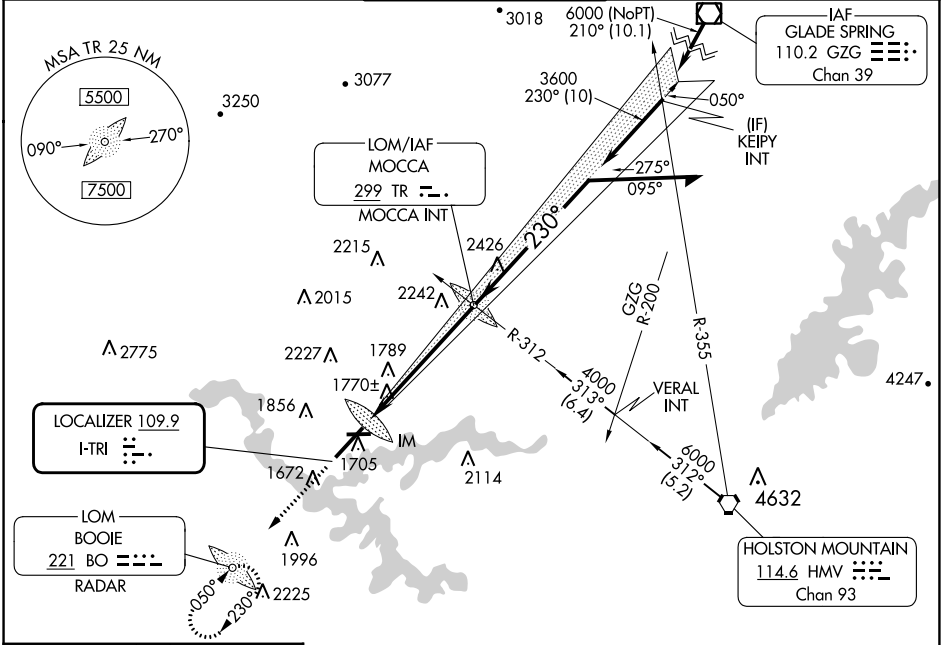 MSA TR 25 NM
5500
090°
270°
7500
3250
3077
3018
6000 (NoPT)
210° (10.1)
IAF
GLADE SPRING
110.2 GZG
Chan 39
3600
230° (10)
050°
(IF)
KEIPY
INT
LOM/IAF
MOCCA
299 TR
MOCCA INT
275°
095°
230°
2215
2426
2015
2242
GZG
R-200
R-355
R-312
2775
2227
1789
1770±
4000
313°
(6.4)
VERAL
INT
4247
LOCALIZER 109.9
I-TRI
1856
IM
1705
1672
2114
6000
312°
(5.2)
4632
LOM
BOOIE
221 BO
RADAR
1996
050°
230°
2225
HOLSTON MOUNTAIN
114.6 HMV
Chan 93